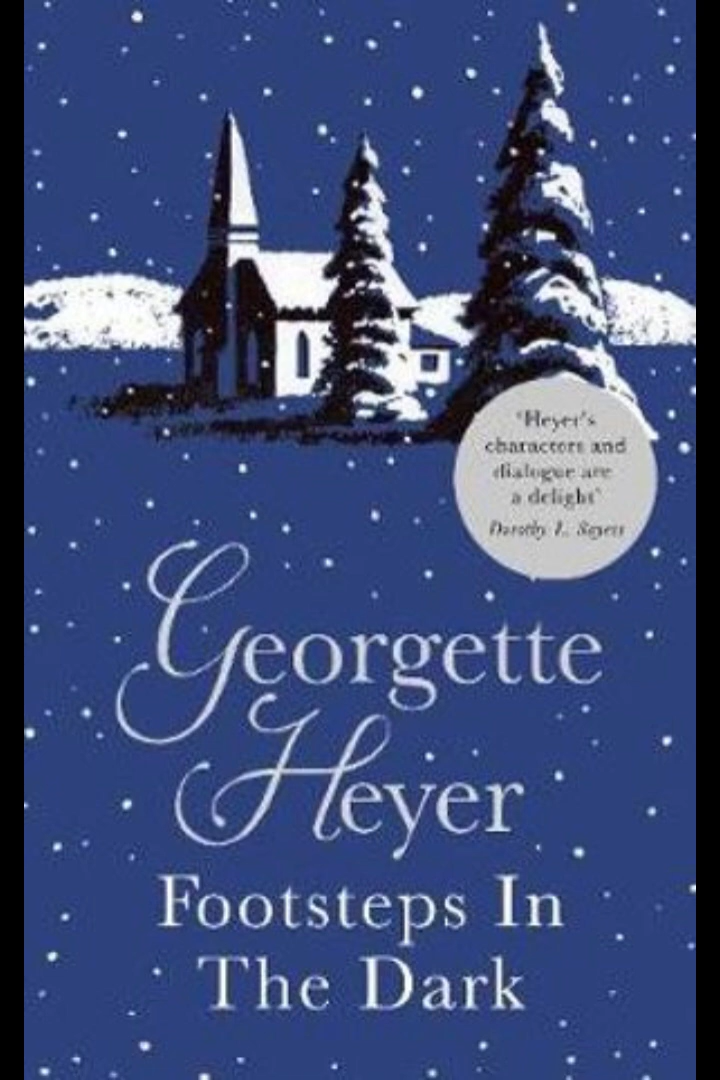 'Heyer's
characters and
dialogue are
a delight'
Dorothy L. Sayers
Georgette
Heyer
Footsteps In
The Dark